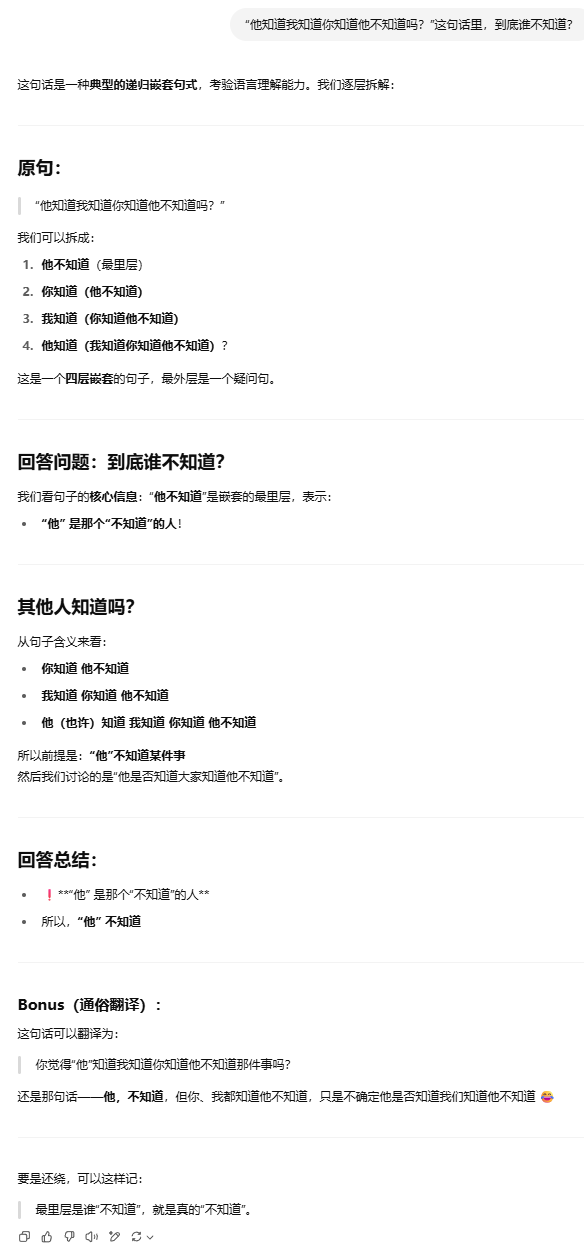 “他知道我知道你知道他不知道吗？”这句话里，到底谁不知道？
这句话是一种典型的递归嵌套句式，考验语言理解能力。我们逐层拆解：
原句：
“他知道我知道你知道他不知道吗？”
我们可以拆成：
1. 他不知道（最里层）
2. 你知道（他不知道）
3. 我知道（你知道他不知道）
4. 他知道（我知道你知道他不知道）？
这是一个四层嵌套的句子，最外层是一个疑问句。
回答问题：到底谁不知道？
我们看句子的核心信息：“他不知道”是嵌套的最里层，表示：
• “他” 是那个“不知道”的人！
其他人知道吗？
从句子含义来看：
• 你知道 他不知道
• 我知道 你知道 他不知道
• 他（也许）知道 我知道 你知道 他不知道
所以前提是：“他”不知道某件事
然后我们讨论的是“他是否知道大家知道他不知道”。
回答总结：
• ❗**“他” 是那个“不知道”的人**
• 所以，“他” 不知道
Bonus（通俗翻译）：
这句话可以翻译为：
你觉得“他”知道我知道你知道他不知道那件事吗？
还是那句话——他，不知道，但你、我都知道他不知道，只是不确定他是否知道我们知道他不知道 😂
要是还绕，可以这样记：
最里层是谁“不知道”，就是真的“不知道”。